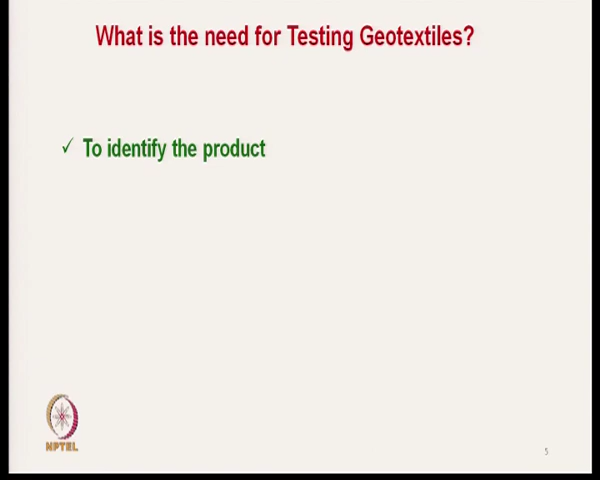 What is the need for Testing Geotextiles?
✓ To identify the product
NPTEL
5